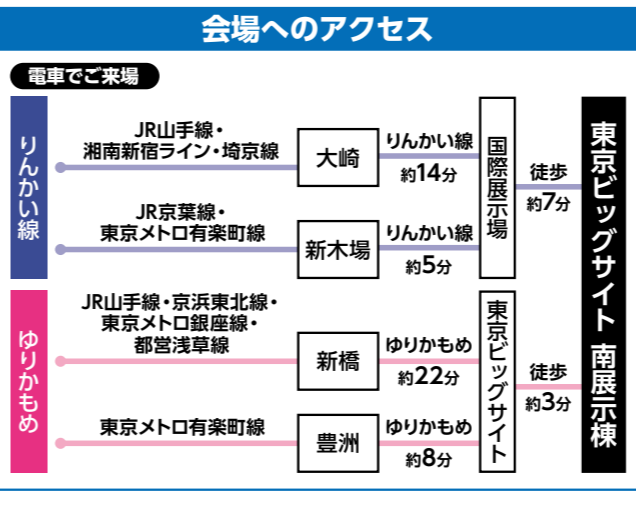 会場へのアクセス
電車でご来場
りんかい線
JR山手線・
湘南新宿ライン・埼京線
大崎
りんかい線
約14分
JR京葉線・
東京メトロ有楽町線
新木場
りんかい線
約5分
国際展示場
徒歩
約7分
ゆりかもめ
JR山手線・京浜東北線・
東京メトロ銀座線・
都営浅草線
新橋
ゆりかもめ
約22分
東京メトロ有楽町線
豊洲
ゆりかもめ
約8分
東京ビッグサイト
徒歩
約3分
東京ビッグサイト 南展示棟